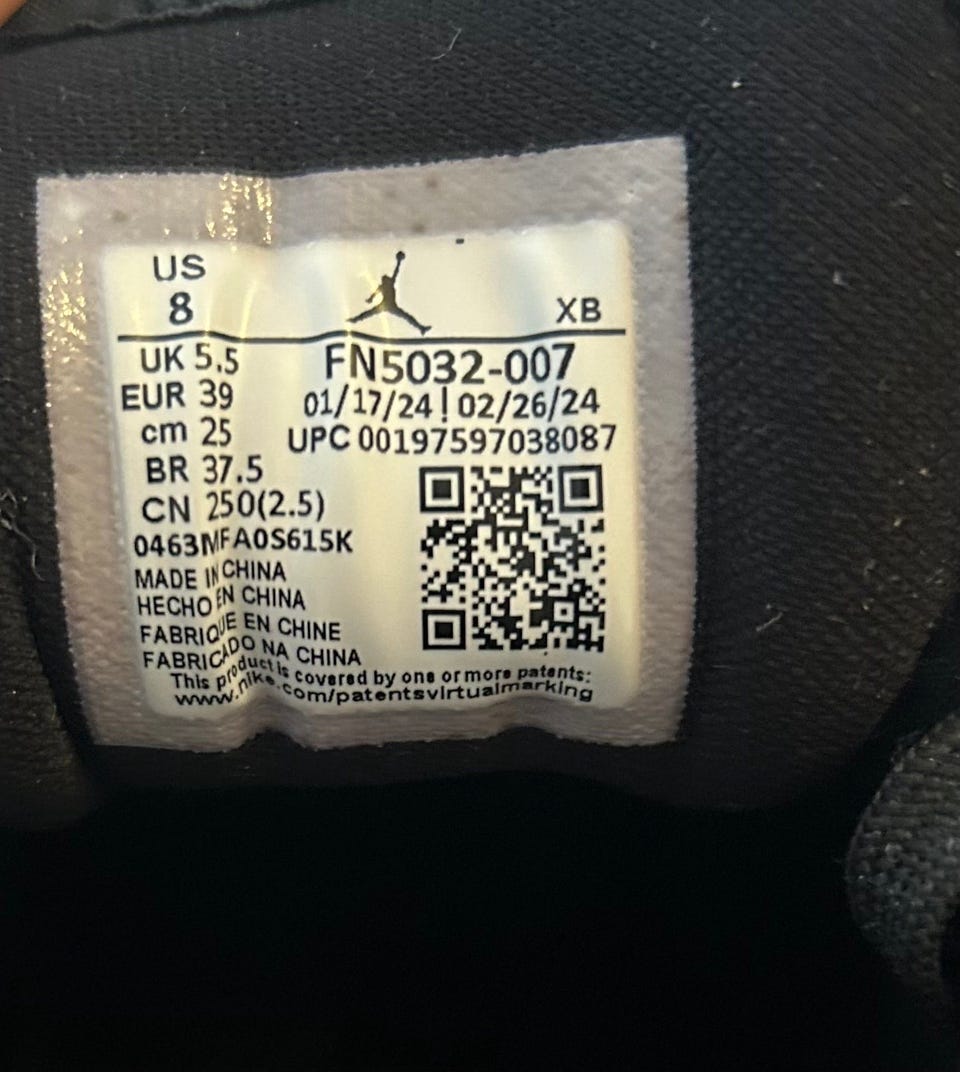 US
8
XB
UK 5.5
FN5032-007
EUR 39
01/17/24 | 02/26/24
cm 25
UPC 00197597038087
BR 37.5
CN 250(2.5)
0463MFA0S615K
MADE IN CHINA
HECHO EN CHINA
FABRIQUE EN CHINE
FABRICADO NA CHINA
This product is covered by one or more patents:
www.nike.com/patentsvirtualmarking